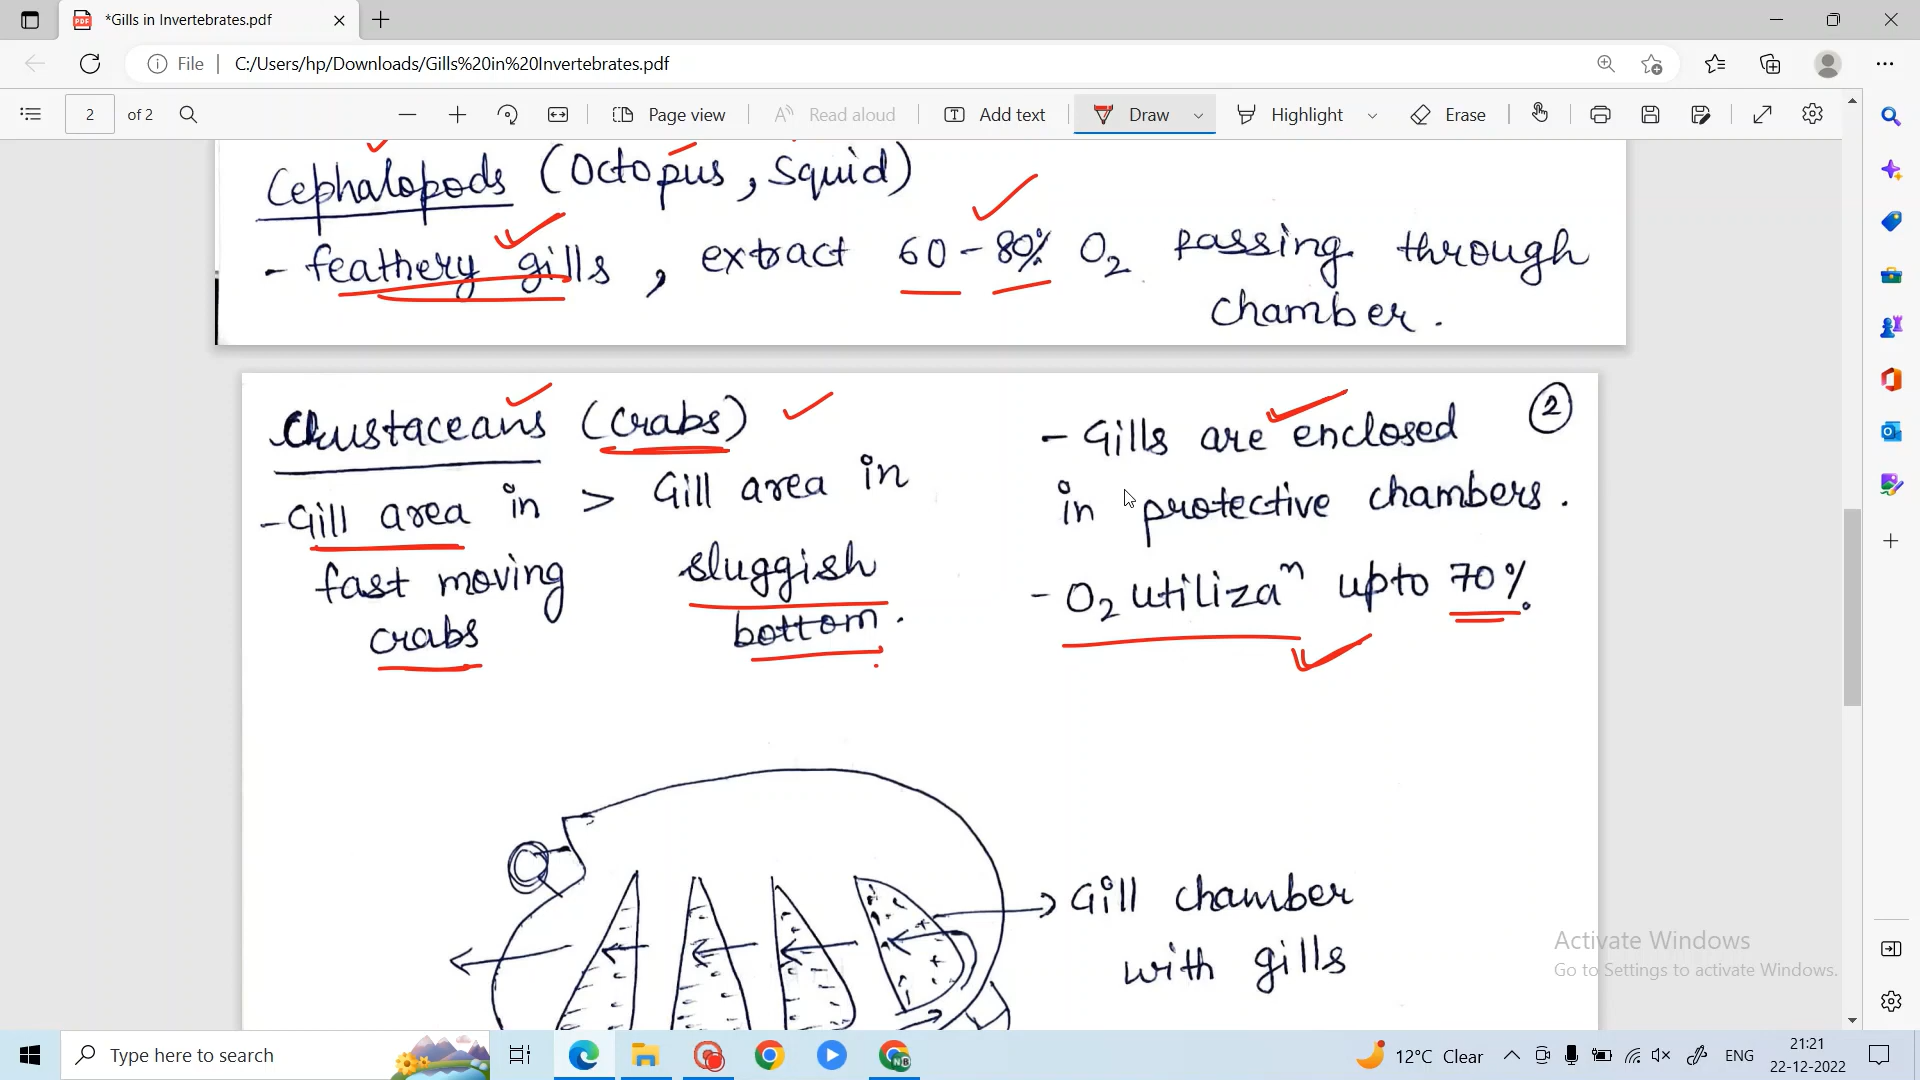 *Gills in Invertebrates.pdf
File C:/Users/hp/Downloads/Gills%20in%20Invertebrates.pdf
2 of 2 Page view Read aloud Add text Draw Highlight Erase
Cephalopods (Octopus, Squid)
- feathery gills, extract 60-80% O2 passing through
chamber.
Crustaceans (Crabs)
- Gill area in > Gill area in
fast moving sluggish
crabs bottom.
2
- Gills are enclosed
in protective chambers.
- O2 utilizaⁿ upto 70%.
→ Gill chamber
with gills
Activate Windows
Go to Settings to activate Windows.
Type here to search
12°C Clear
ENG
21:21
22-12-2022